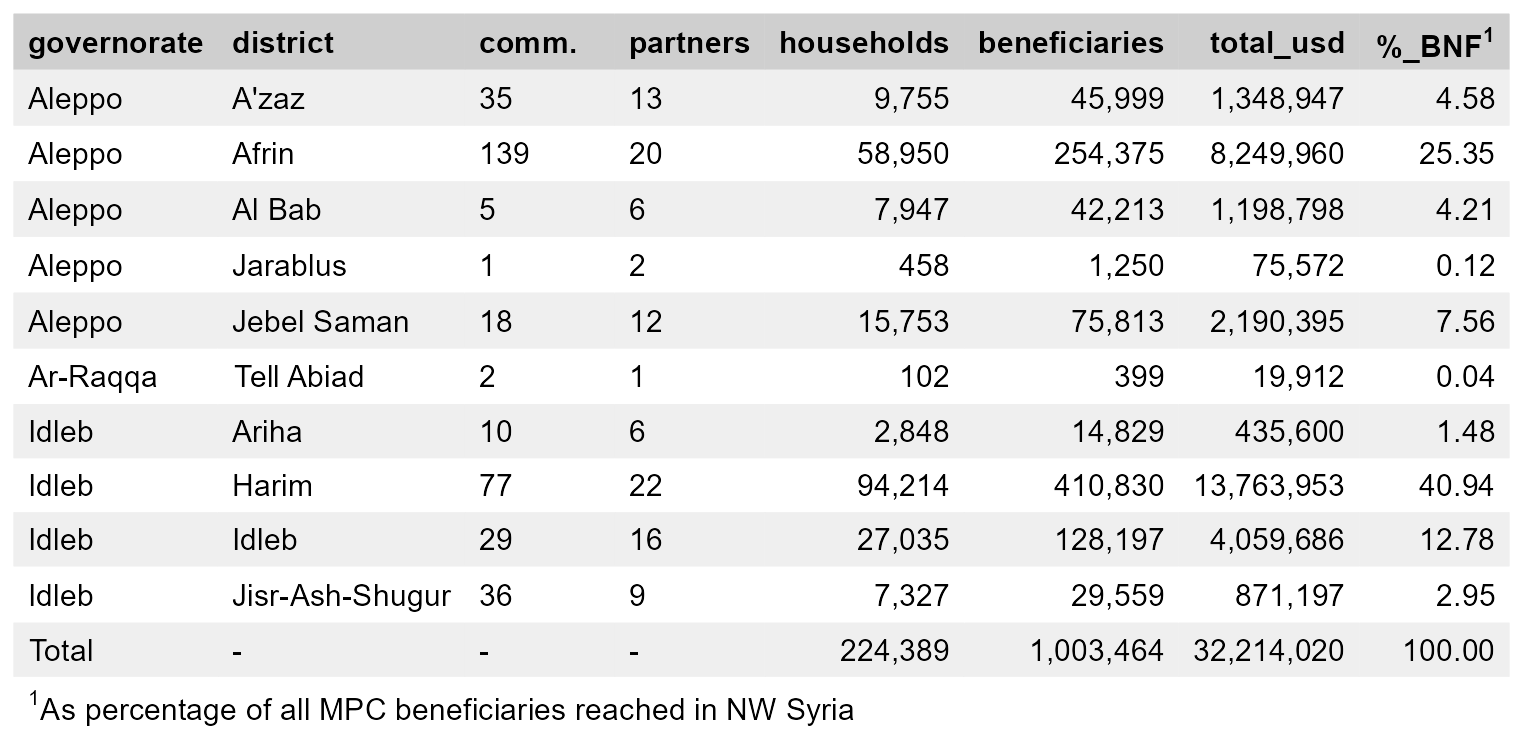 governorate district comm. partners households beneficiaries total_usd %_BNF1
Aleppo A'zaz 35 13 9,755 45,999 1,348,947 4.58
Aleppo Afrin 139 20 58,950 254,375 8,249,960 25.35
Aleppo Al Bab 5 6 7,947 42,213 1,198,798 4.21
Aleppo Jarablus 1 2 458 1,250 75,572 0.12
Aleppo Jebel Saman 18 12 15,753 75,813 2,190,395 7.56
Ar-Raqqa Tell Abiad 2 1 102 399 19,912 0.04
Idleb Ariha 10 6 2,848 14,829 435,600 1.48
Idleb Harim 77 22 94,214 410,830 13,763,953 40.94
Idleb Idleb 29 16 27,035 128,197 4,059,686 12.78
Idleb Jisr-Ash-Shugur 36 9 7,327 29,559 871,197 2.95
Total - - - 224,389 1,003,464 32,214,020 100.00
1As percentage of all MPC beneficiaries reached in NW Syria